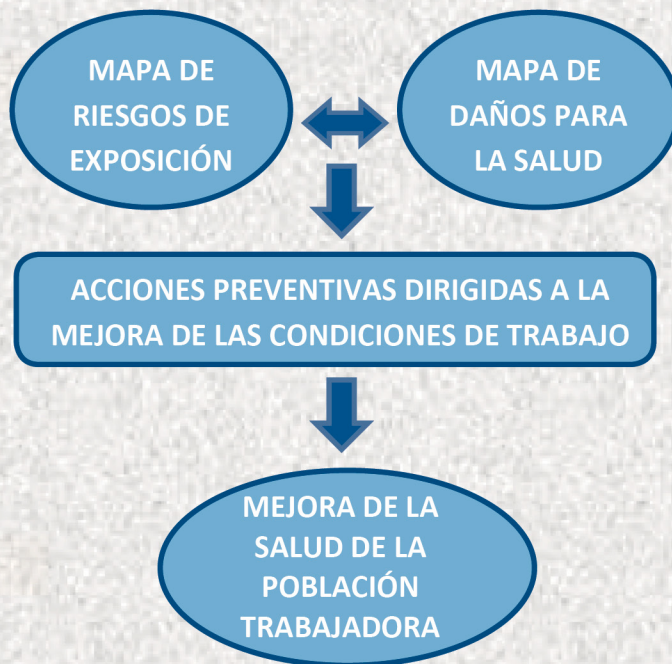 MAPA DE
RIESGOS DE
EXPOSICIÓN
MAPA DE
DAÑOS PARA
LA SALUD
ACCIONES PREVENTIVAS DIRIGIDAS A LA
MEJORA DE LAS CONDICIONES DE TRABAJO
MEJORA DE LA
SALUD DE LA
POBLACIÓN
TRABAJADORA